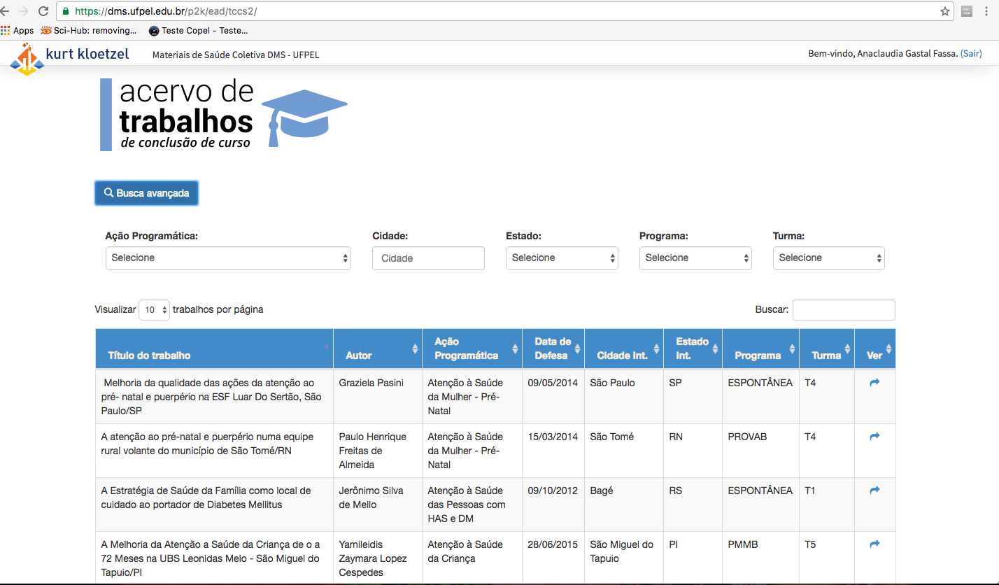 https://dms.ufpel.edu.br/p2k/ead/tccs2/
Apps Sci-Hub: removing... Teste Copel - Teste...
kurt kloetzel Materiais de Saúde Coletiva DMS - UFPEL Bem-vindo, Anaclaudia Gastal Fassa. (Sair)
acervo de
trabalhos
de conclusão de curso
Busca avançada
Ação Programática: Cidade: Estado: Programa: Turma:
Selecione Cidade Selecione Selecione Selecione
Visualizar 10 trabalhos por página Buscar:
Título do trabalho
Autor
Ação
Programática
Data de
Defesa
Cidade Int.
Estado
Int.
Programa
Turma
Ver
Melhoria da qualidade das ações da atenção ao
pré- natal e puerpério na ESF Luar Do Sertão, São
Paulo/SP
Graziela Pasini
Atenção à Saúde
da Mulher - Pré-
Natal
09/05/2014
São Paulo
SP
ESPONTÂNEA
T4
A atenção ao pré-natal e puerpério numa equipe
rural volante do município de São Tomé/RN
Paulo Henrique
Freitas de
Almeida
Atenção à Saúde
da Mulher - Pré-
Natal
15/03/2014
São Tomé
RN
PROVAB
T4
A Estratégia de Saúde da Família como local de
cuidado ao portador de Diabetes Mellitus
Jerônimo Silva
de Mello
Atenção à Saúde
das Pessoas com
HAS e DM
09/10/2012
Bagé
RS
ESPONTÂNEA
T1
A Melhoria da Atenção a Saúde da Criança de o a
72 Meses na UBS Leonidas Melo - São Miguel do
Tapuio/PI
Yamileidis
Zaymara Lopez
Cespedes
Atenção à Saúde
da Criança
28/06/2015
São Miguel do
Tapuio
PI
PMMB
T5